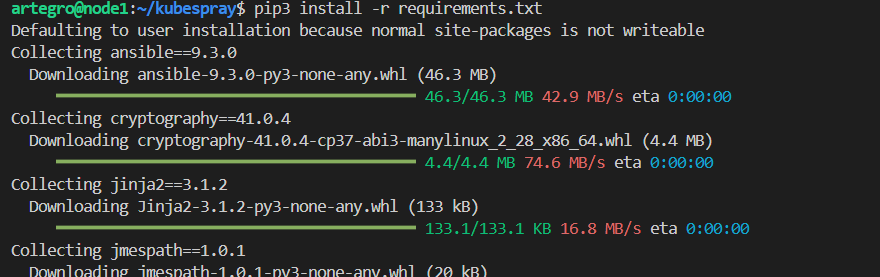 artegro@node1:~/kubespray$ pip3 install -r requirements.txt
Defaulting to user installation because normal site-packages is not writeable
Collecting ansible==9.3.0
  Downloading ansible-9.3.0-py3-none-any.whl (46.3 MB)
     46.3/46.3 MB 42.9 MB/s eta 0:00:00
Collecting cryptography==41.0.4
  Downloading cryptography-41.0.4-cp37-abi3-manylinux_2_28_x86_64.whl (4.4 MB)
     4.4/4.4 MB 74.6 MB/s eta 0:00:00
Collecting jinja2==3.1.2
  Downloading Jinja2-3.1.2-py3-none-any.whl (133 kB)
     133.1/133.1 KB 16.8 MB/s eta 0:00:00
Collecting jmespath==1.0.1
  Downloading jmespath-1.0.1-py3-none-any.whl (20 kB)